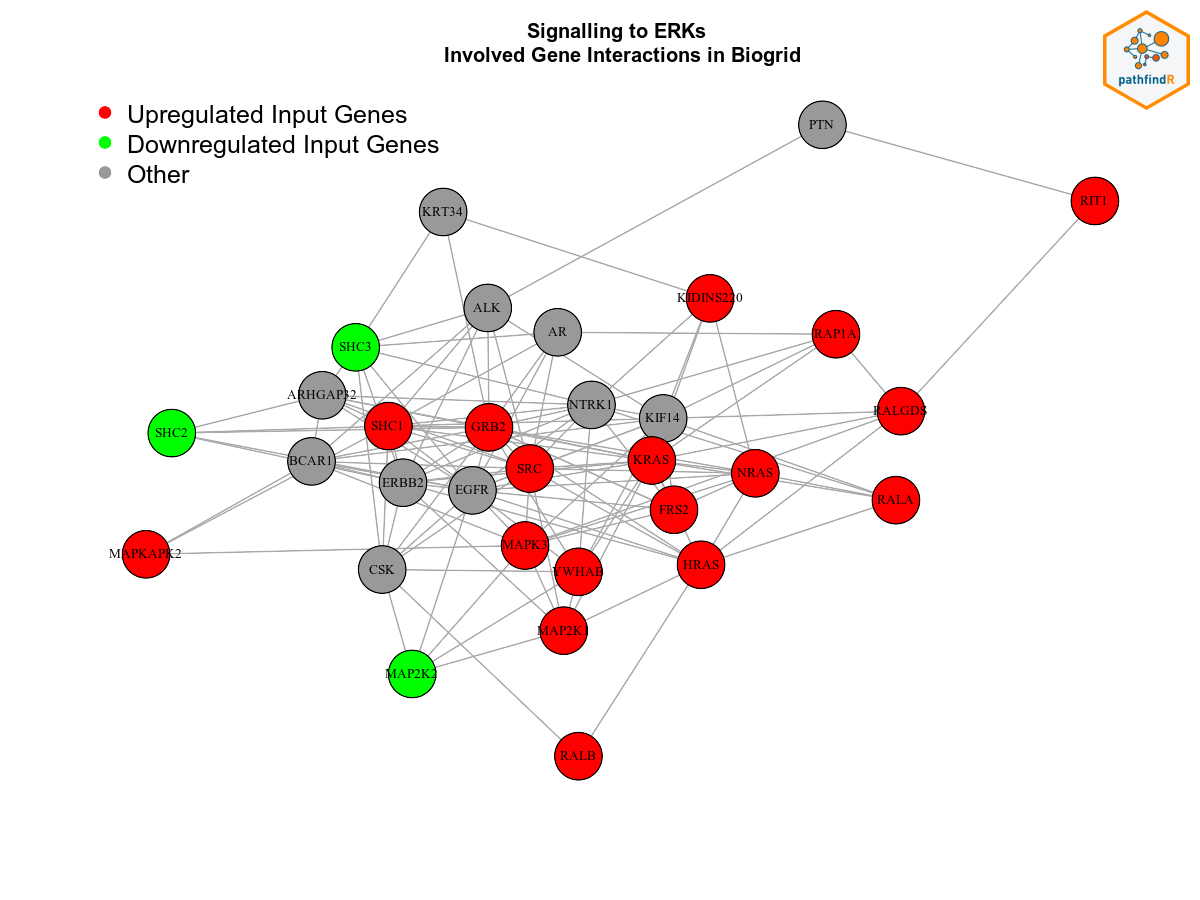 Signalling to ERKs
Involved Gene Interactions in Biogrid
pathfindR
Upregulated Input Genes
Downregulated Input Genes
Other
PTN
RIT1
KRT34
KIDINS220
ALK
AR
RAP1A
SHC3
ARHGAP32
NTRK1
KIF14
RALGDS
SHC2
SHC1
GRB2
BCAR1
SRC
KRAS
NRAS
ERBB2
EGFR
RALA
FRS2
MAPKAPK2
MAPK3
CSK
YWHAB
HRAS
MAP2K1
MAP2K2
RALB